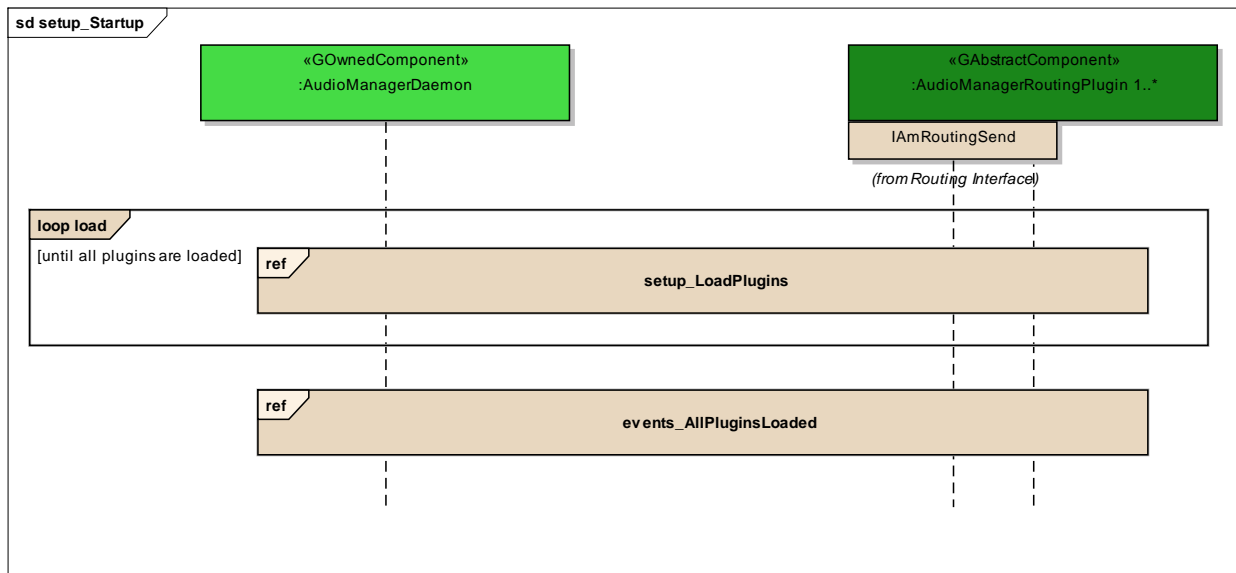 sd setup_Startup
«GOwnedComponent»
:AudioManagerDaemon
«GAbstractComponent»
:AudioManagerRoutingPlugin 1..*
IAmRoutingSend
(from Routing Interface)
loop load
[until all plugins are loaded]
ref
setup_LoadPlugins
ref
events_AllPluginsLoaded